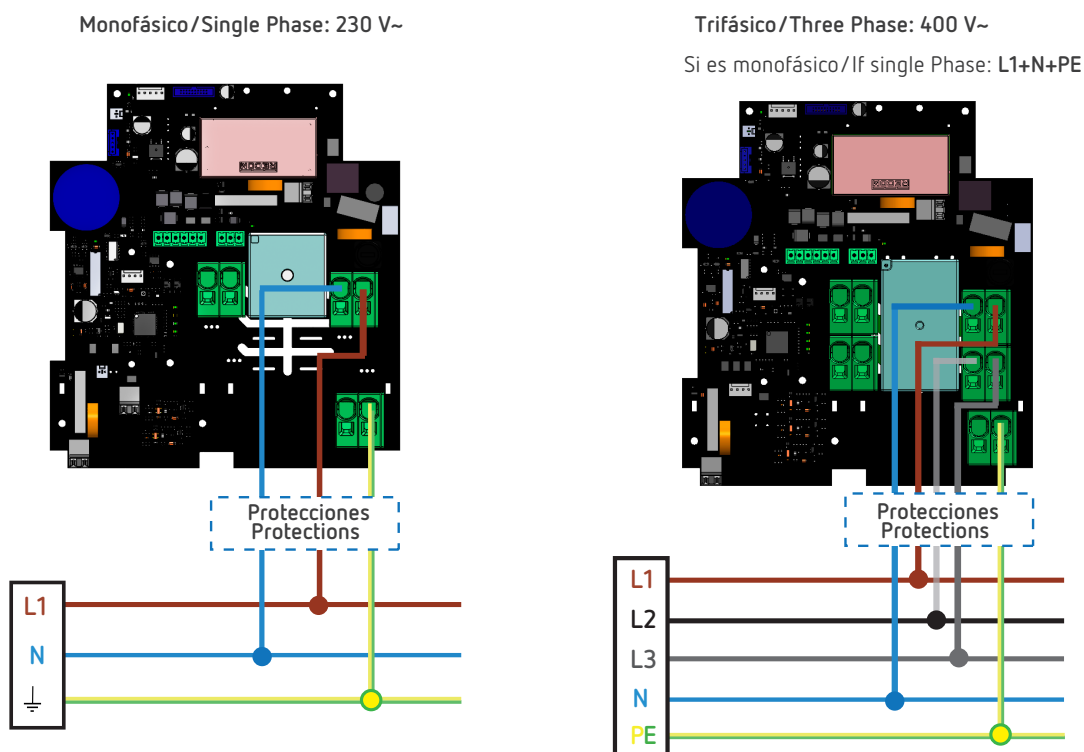 Monofásico/Single Phase: 230 V~
Protecciones
Protections
L1
N
Trifásico/Three Phase: 400 V~
Si es monofásico/If single Phase: L1+N+PE
Protecciones
Protections
L1
L2
L3
N
PE